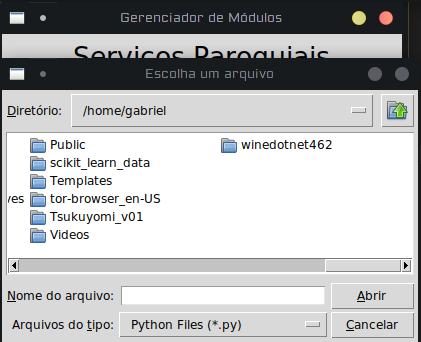 Gerenciador de Módulos
Serviços Paroquiais
Escolha um arquivo
Diretório: /home/gabriel
Public
winedotnet462
scikit_learn_data
Templates
ves tor-browser_en-US
Tsukuyomi_v01
Videos
Nome do arquivo: Abrir
Arquivos do tipo: Python Files (*.py) Cancelar